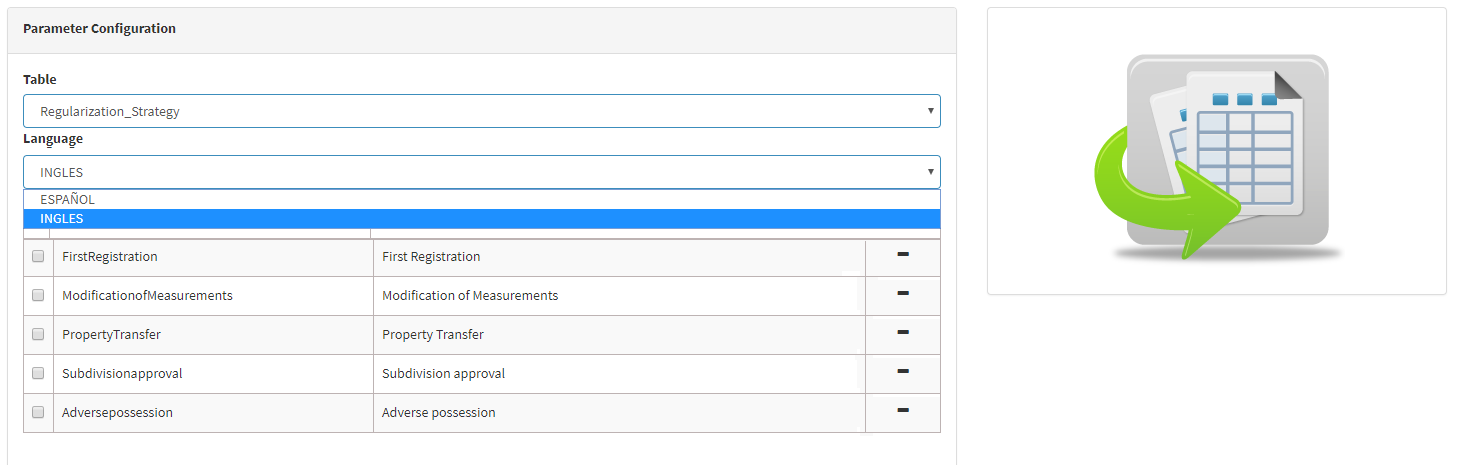 Parameter Configuration
Table
Regularization_Strategy
Language
INGLES
ESPAÑOL
INGLES
FirstRegistration First Registration
ModificationofMeasurements Modification of Measurements
PropertyTransfer Property Transfer
Subdivisionapproval Subdivision approval
Adversepossession Adverse possession